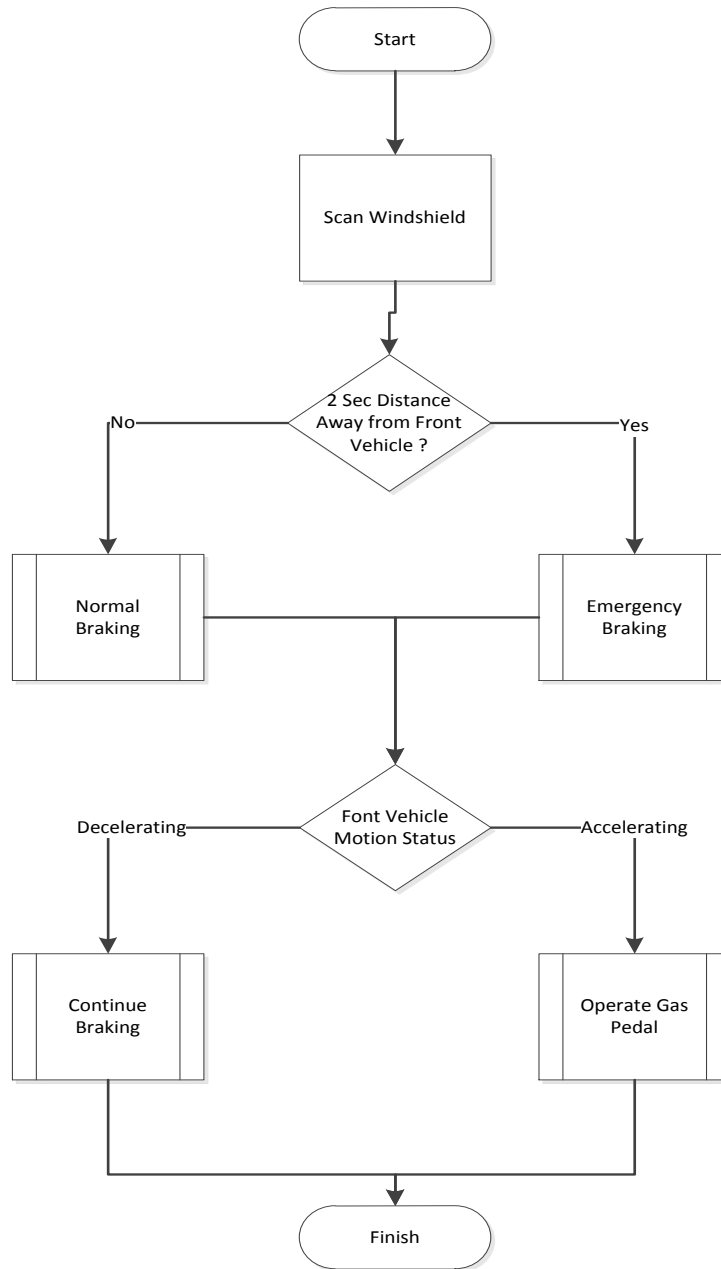 Start
Scan Windshield
2 Sec Distance
Away from Front
Vehicle ?
No
Yes
Normal
Braking
Emergency
Braking
Font Vehicle
Motion Status
Decelerating
Accelerating
Continue
Braking
Operate Gas
Pedal
Finish